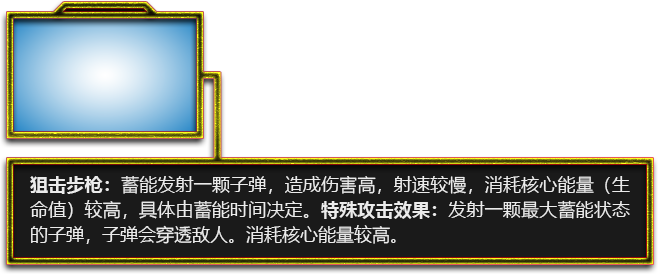 狙击步枪：蓄能发射一颗子弹，造成伤害高，射速较慢，消耗核心能量（生
命值）较高，具体由蓄能时间决定。特殊攻击效果：发射一颗最大蓄能状态
的子弹，子弹会穿透敌人。消耗核心能量较高。